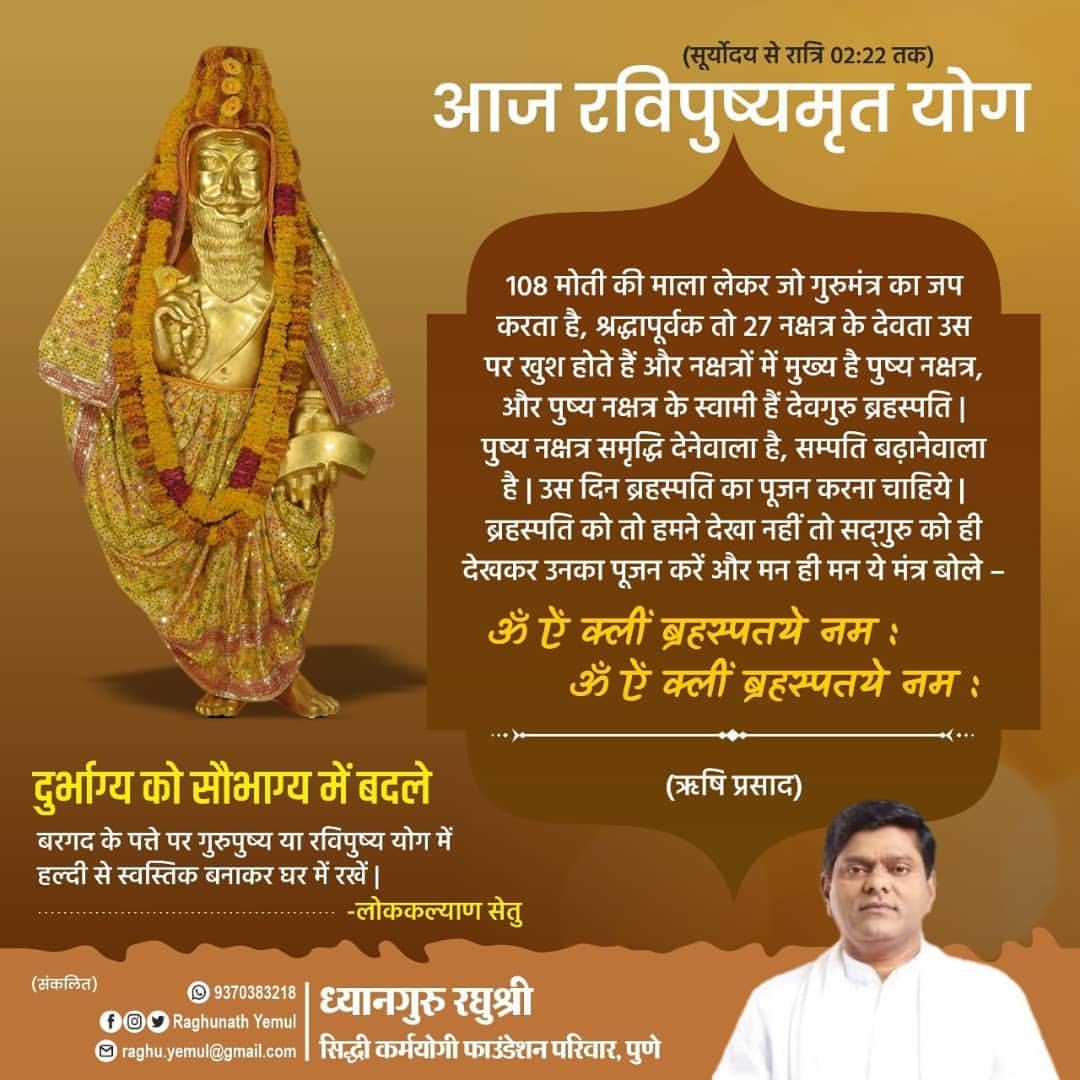 (सूर्योदय से रात्रि 02:22 तक)
आज रविपुष्यमृत योग
108 मोती की माला लेकर जो गुरुमंत्र का जप
करता है, श्रद्धापूर्वक तो 27 नक्षत्र के देवता उस
पर खुश होते हैं और नक्षत्रों में मुख्य है पुष्य नक्षत्र,
और पुष्य नक्षत्र के स्वामी हैं देवगुरु ब्रहस्पति |
पुष्य नक्षत्र समृद्धि देनेवाला है, सम्पति बढ़ानेवाला
है | उस दिन ब्रहस्पति का पूजन करना चाहिये |
ब्रहस्पति को तो हमने देखा नहीं तो सद्‌गुरु को ही
देखकर उनका पूजन करें और मन ही मन ये मंत्र बोले –
ॐ ऐं क्लीं ब्रहस्पतये नम :
ॐ ऐं क्लीं ब्रहस्पतये नम :
(ऋषि प्रसाद)
दुर्भाग्य को सौभाग्य में बदले
बरगद के पत्ते पर गुरुपुष्य या रविपुष्य योग में
हल्दी से स्वस्तिक बनाकर घर में रखें |
-लोककल्याण सेतु
(संकलित)
9370383218
Raghunath Yemul
raghu.yemul@gmail.com
ध्यानगुरु रघुश्री
सिद्धी कर्मयोगी फाउंडेशन परिवार, पुणे